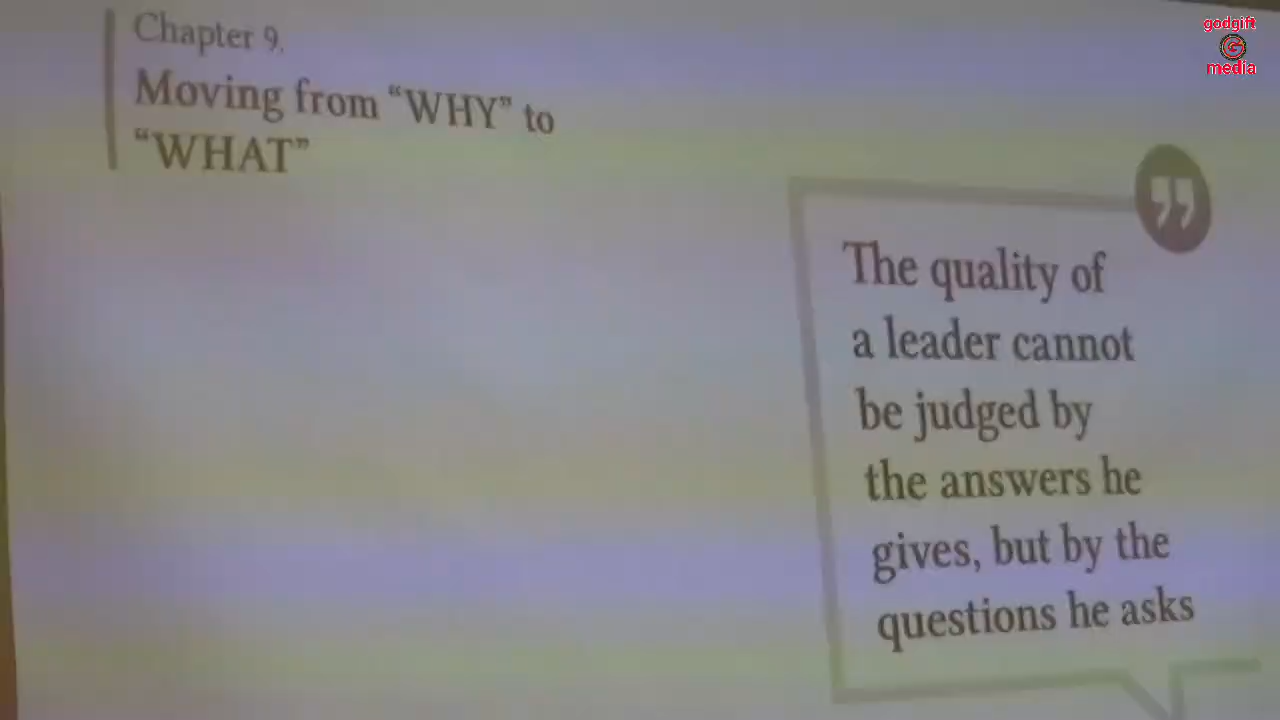 Chapter 9.
Moving from “WHY” to
“WHAT”
godgift
G
media
”
The quality of
a leader cannot
be judged by
the answers he
gives, but by the
questions he asks